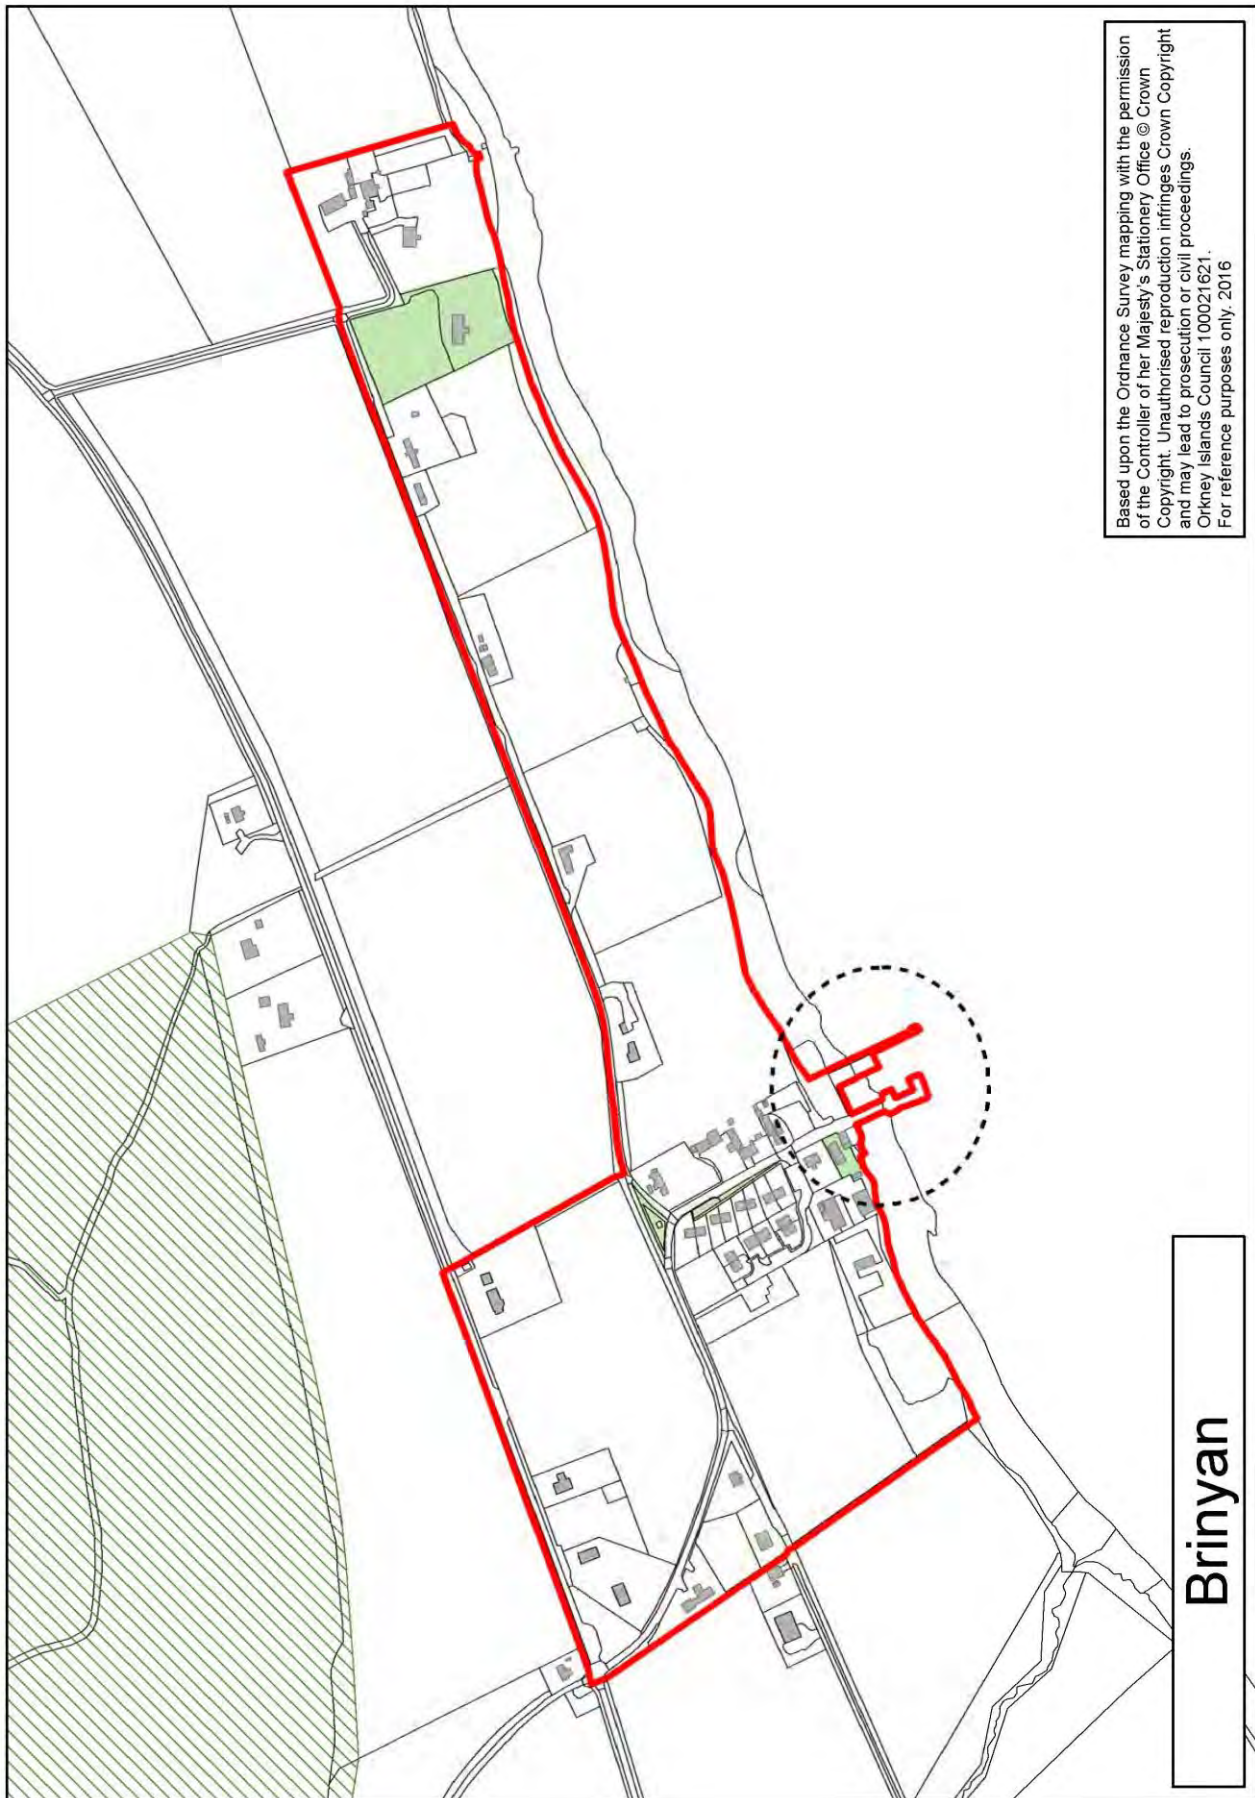 Based upon the Ordnance Survey mapping with the permission
of the Controller of her Majesty's Stationery Office © Crown
Copyright. Unauthorised reproduction infringes Crown Copyright
and may lead to prosecution or civil proceedings.
Orkney Islands Council 100021621.
For reference purposes only. 2016
Brinyan